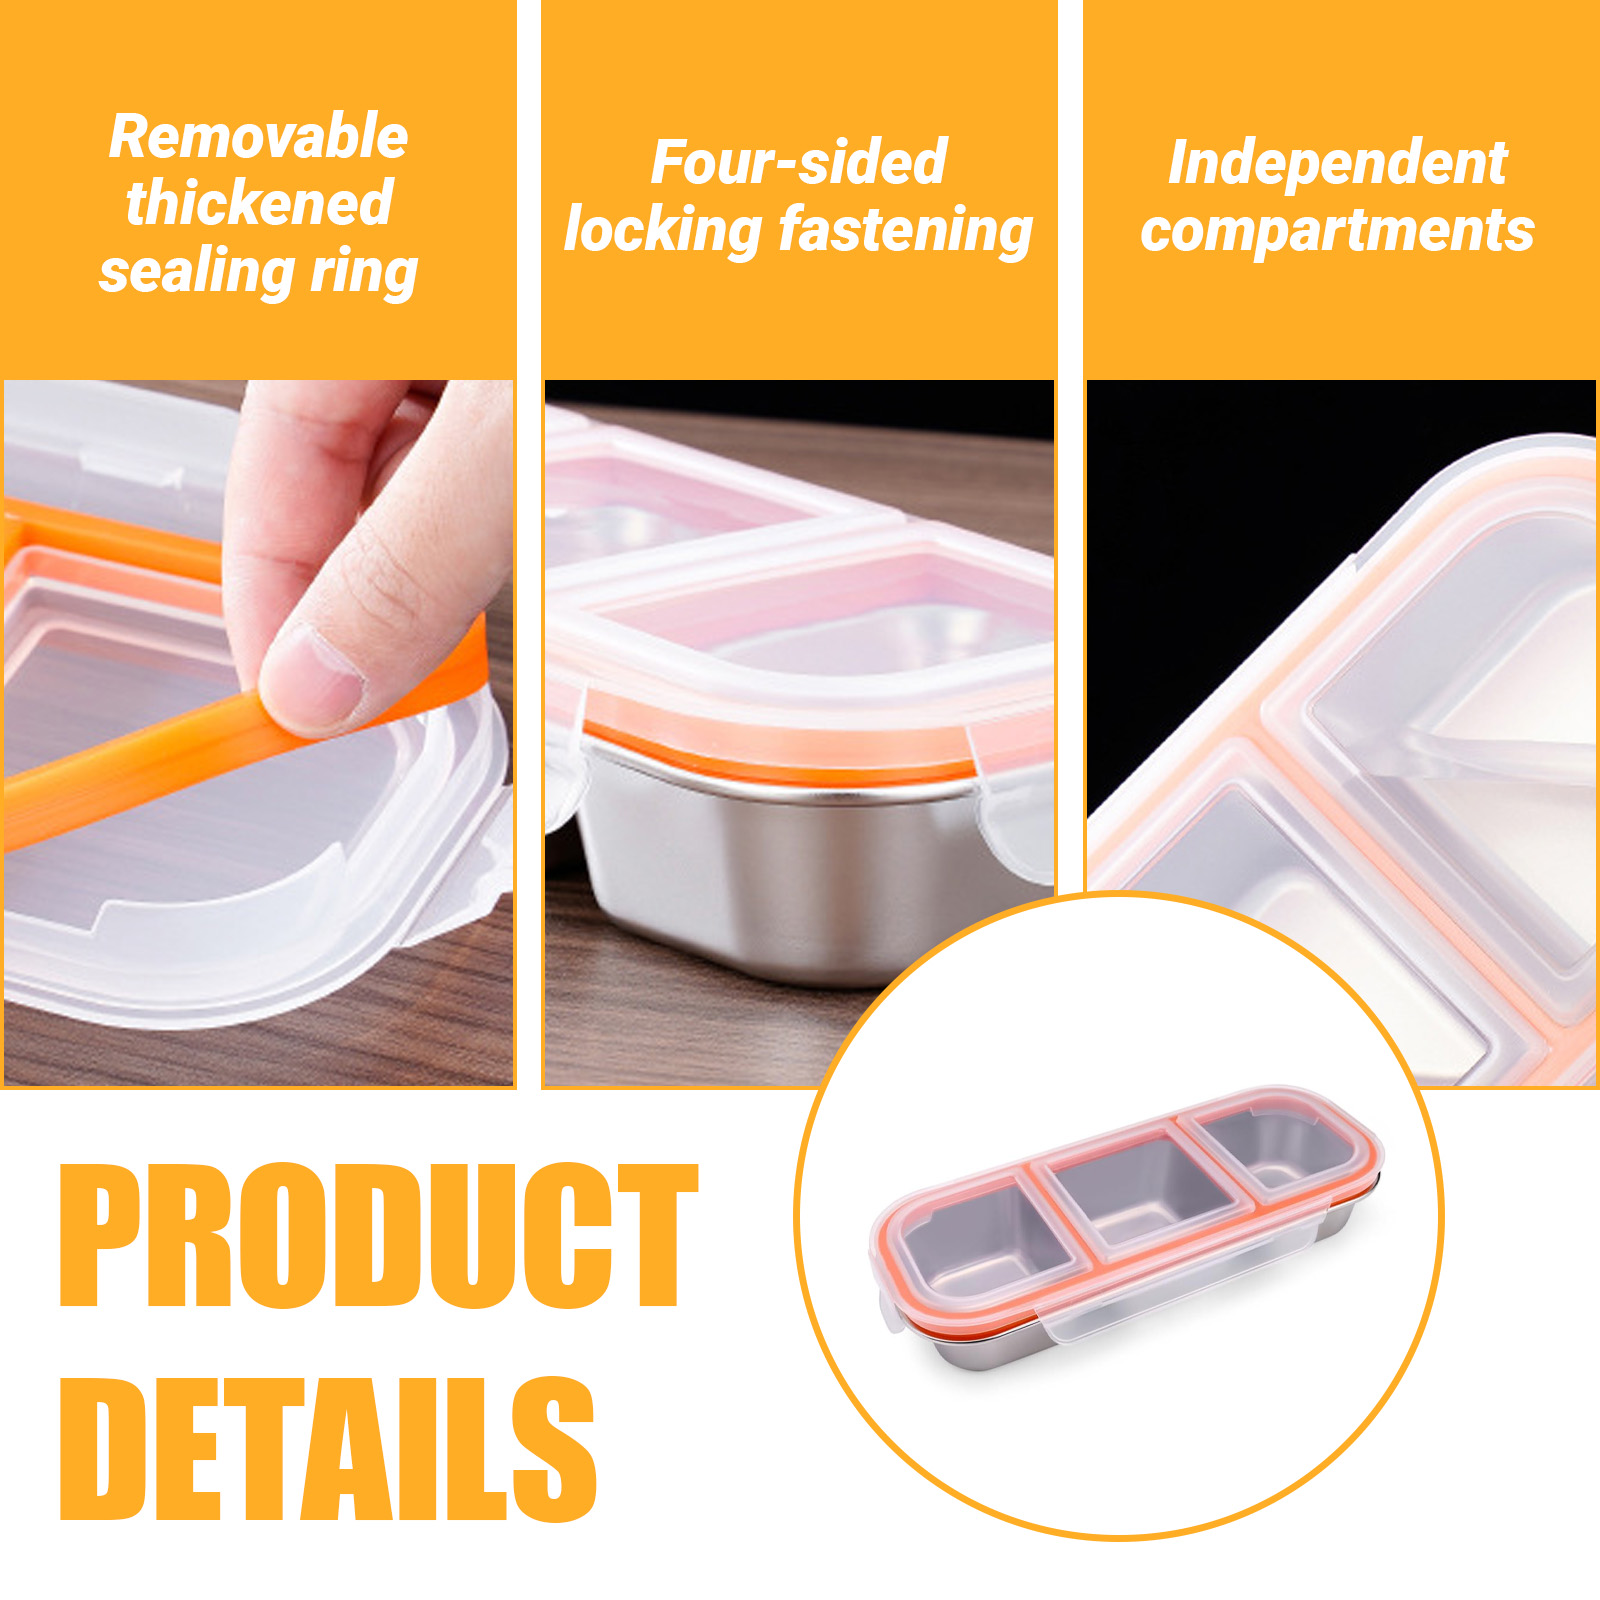 Removable
thickened
sealing ring
Four-sided
locking fastening
Independent
compartments
PRODUCT
DETAILS